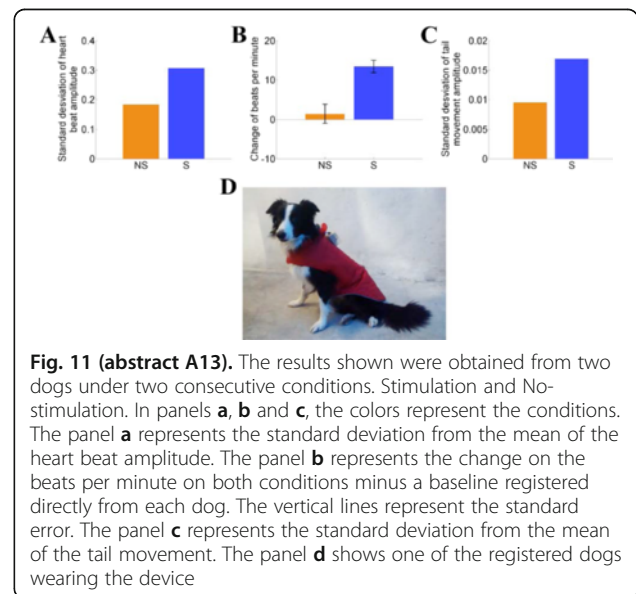 A
B
C
Standard desviation of heart
beat amplitude
0.4
0.3
0.2
0.1
0
NS
S
Change of beats per minute
20
10
0
-10
NS
S
Standard desviation of tail
movement amplitude
0.02
0.015
0.01
0.005
0
NS
S
D
Fig. 11 (abstract A13). The results shown were obtained from two
dogs under two consecutive conditions. Stimulation and No-
stimulation. In panels a, b and c, the colors represent the conditions.
The panel a represents the standard deviation from the mean of the
heart beat amplitude. The panel b represents the change on the
beats per minute on both conditions minus a baseline registered
directly from each dog. The vertical lines represent the standard
error. The panel c represents the standard deviation from the mean
of the tail movement. The panel d shows one of the registered dogs
wearing the device